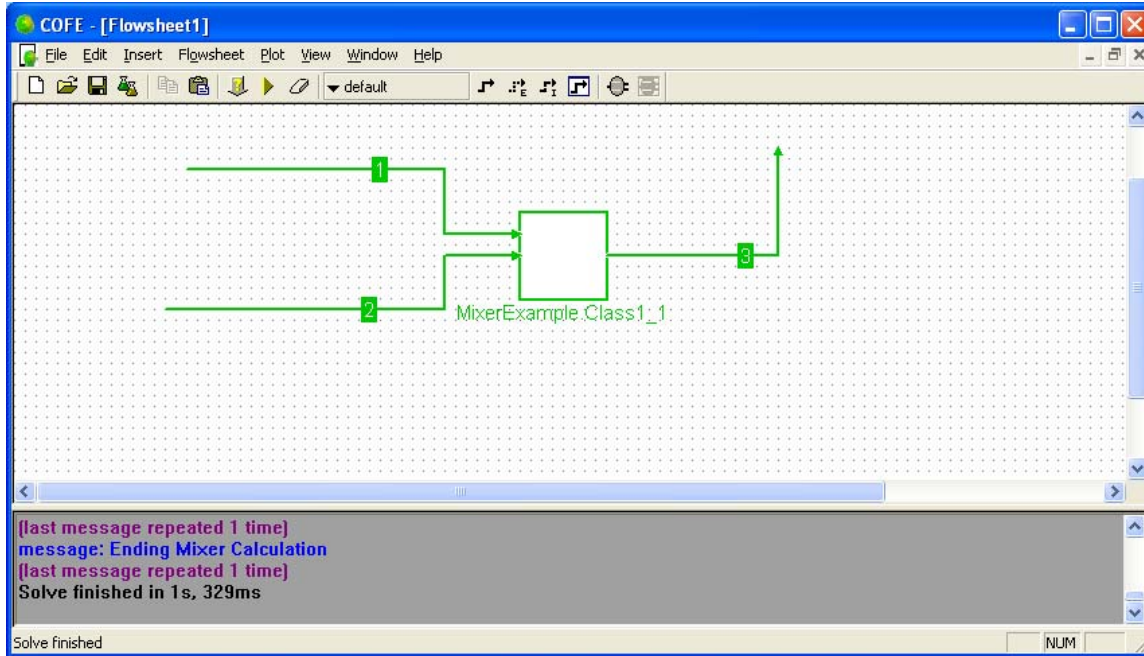 COFE - [Flowsheet1]
File Edit Insert Flowsheet Plot View Window Help
default
1
2
3
MixerExample.Class1_1
(last message repeated 1 time)
message: Ending Mixer Calculation
(last message repeated 1 time)
Solve finished in 1s, 329ms
Solve finished
NUM